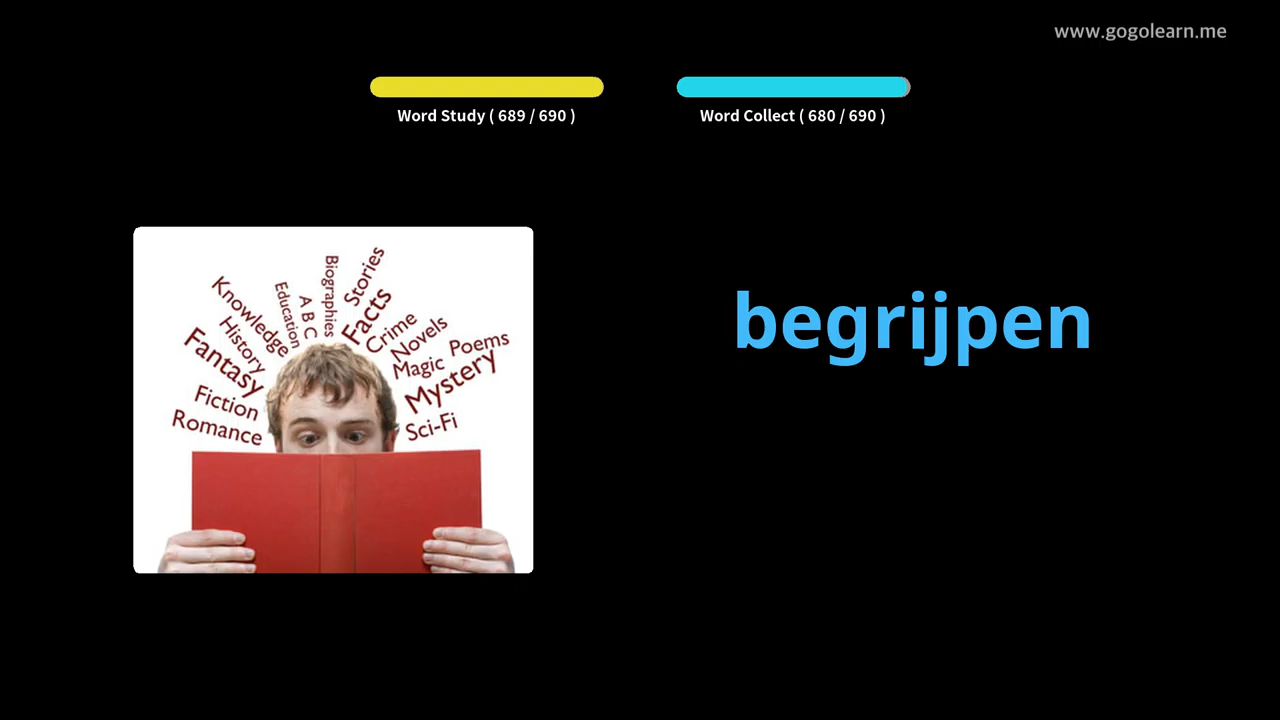 www.gogolearn.me
Word Study ( 689 / 690 )
Word Collect ( 680 / 690 )
begrijpen
Biographies
Stories
Education
A B C
Facts
Knowledge
History
Crime
Novels
Poems
Fantasy
Magic
Mystery
Fiction
Romance
Sci-Fi